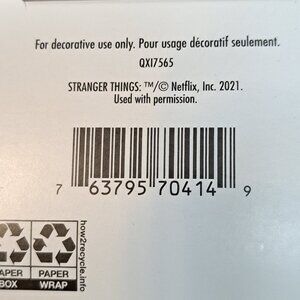 For decorative use only. Pour usage décoratif seulement.
QXI7565
STRANGER THINGS: ™/© Netflix, Inc. 2021.
Used with permission.
7 63795 70414 9
how2recycle.info
PAPER
BOX
PAPER
WRAP